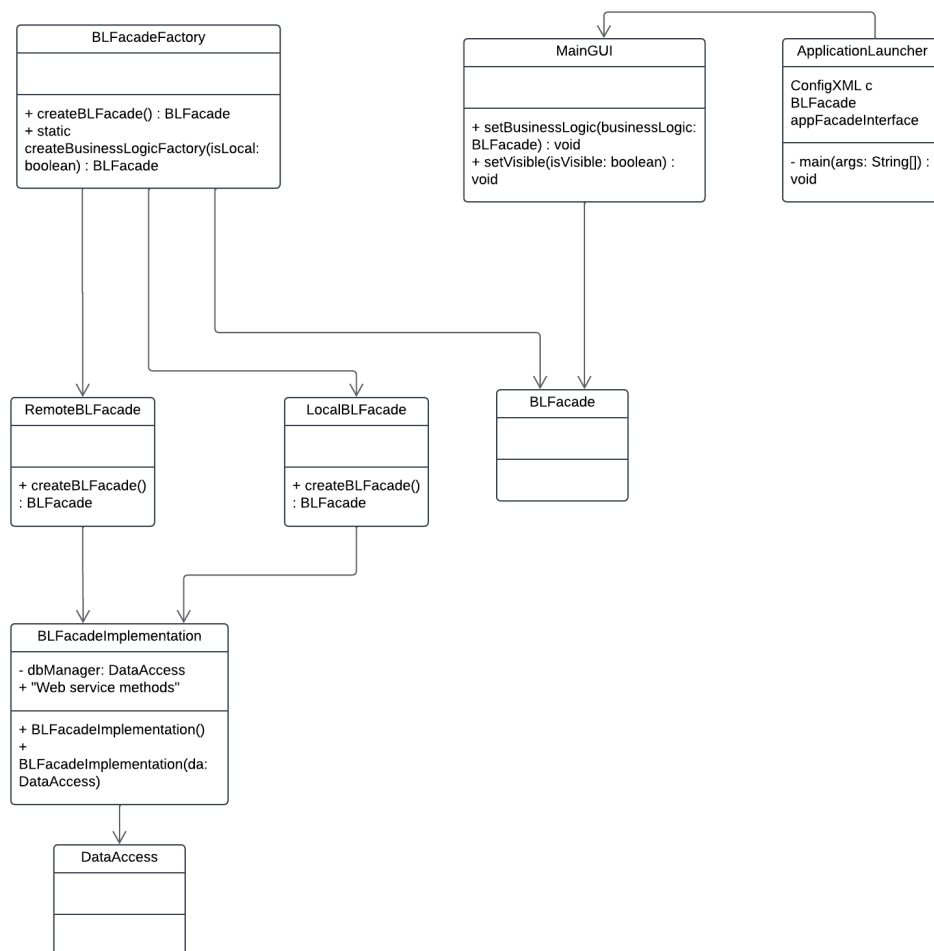 BLFacadeFactory
+ createBLFacade() : BLFacade
+ static
createBusinessLogicFactory(isLocal:
boolean) : BLFacade
MainGUI
+ setBusinessLogic(businessLogic:
BLFacade) : void
+ setVisible(isVisible: boolean) :
void
ApplicationLauncher
ConfigXML c
BLFacade
appFacadeInterface
- main(args: String[]) :
void
RemoteBLFacade
+ createBLFacade()
: BLFacade
LocalBLFacade
+ createBLFacade()
: BLFacade
BLFacade
BLFacadeImplementation
- dbManager: DataAccess
+ "Web service methods"
+ BLFacadeImplementation()
+
BLFacadeImplementation(da:
DataAccess)
DataAccess